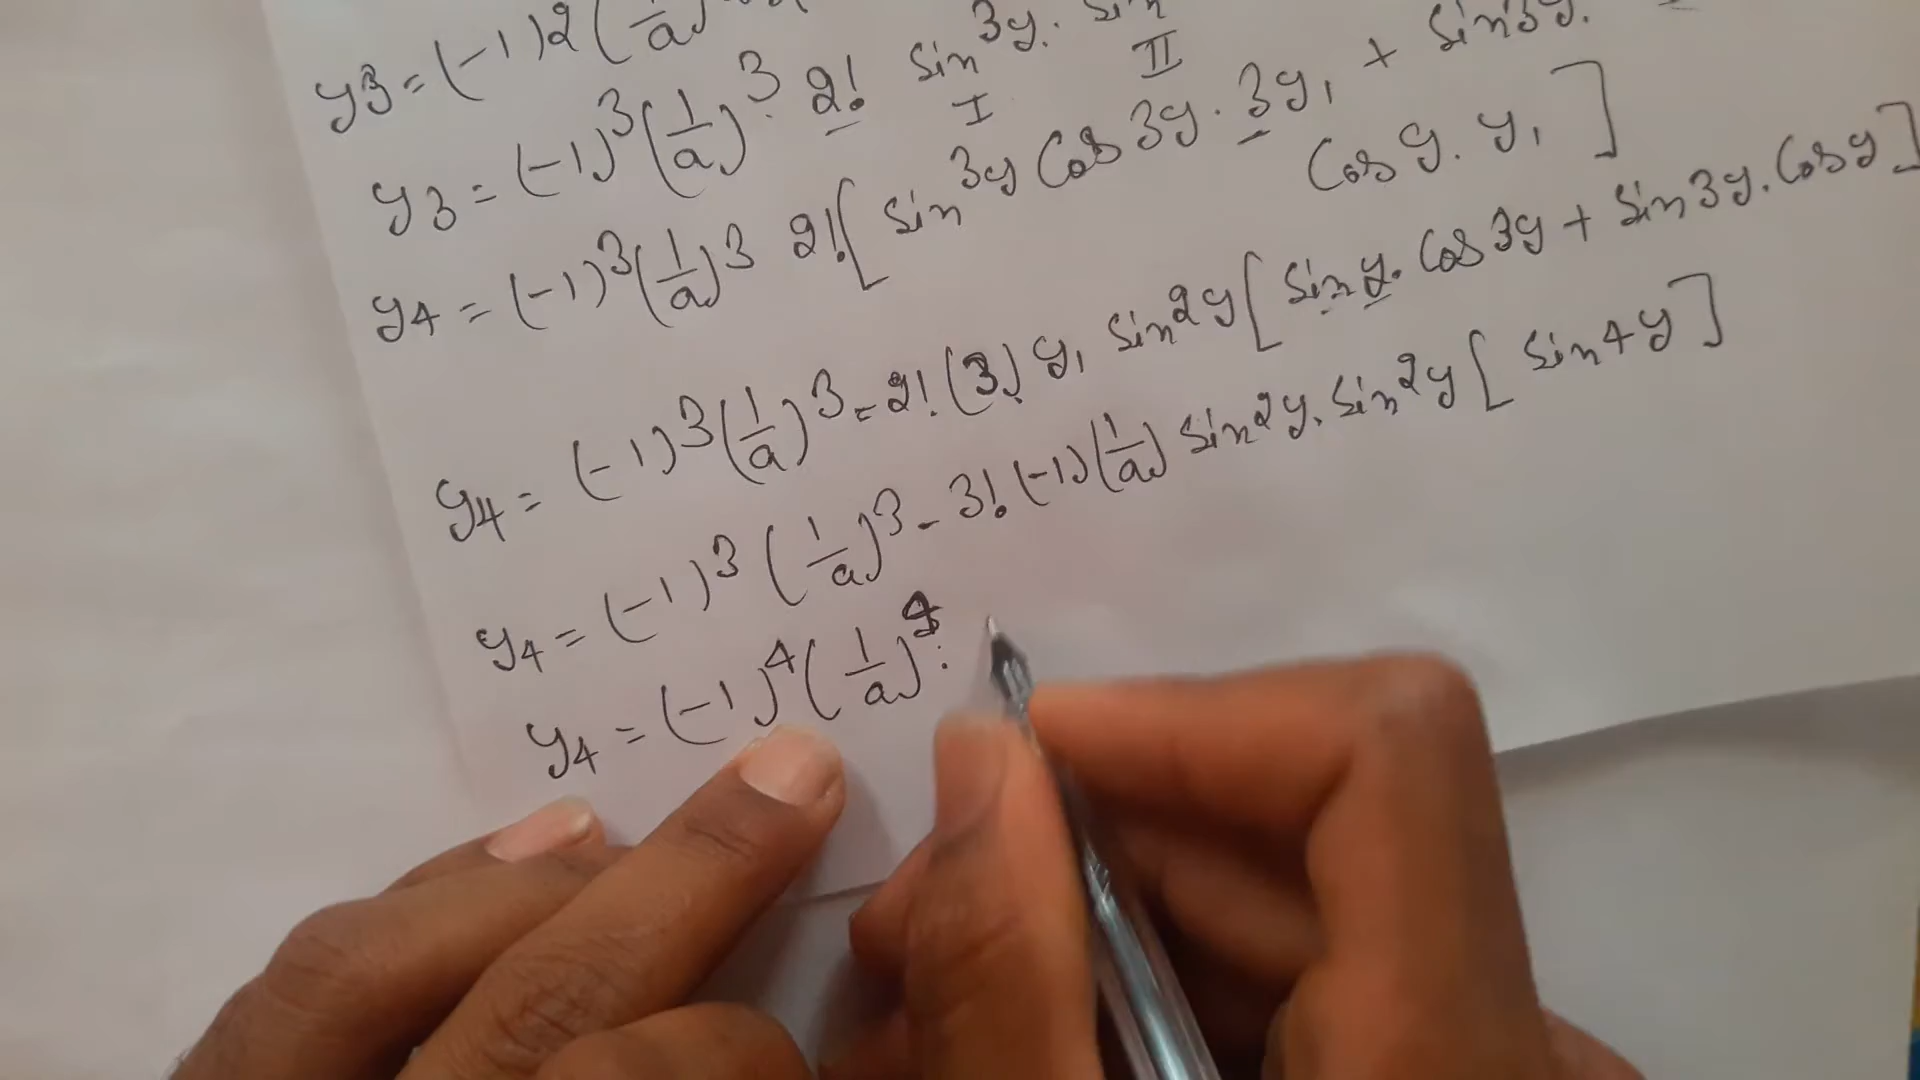 y₃ = (-1)2(1/a)
y₃ = (-1)³(1/a)³ 2! sin³y. sin
I II
y₄ = (-1)³(1/a)³ 2! [sin³y cos 3y. 3y₁ + sin3y.
cos y. y₁]
y₄ = (-1)³(1/a)³ = 2! (3) y₁ sin²y [sin y. cos 3y + sin 3y. cos y]
y₄ = (-1)³ (1/a)³ - 3! (-1)(1/a) sin²y. sin²y [sin 4y]
y₄ = (-1)⁴ (1/a)⁴